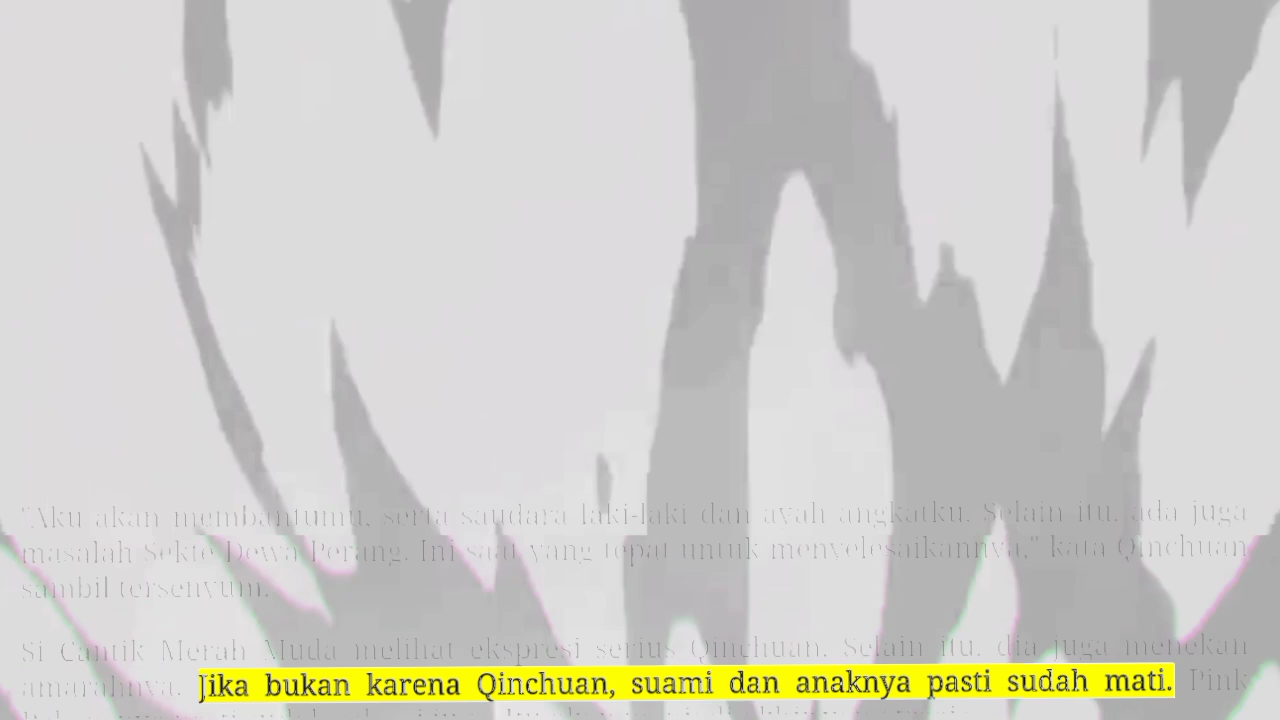 "Aku akan membantumu, serta saudara laki-laki dan ayah angkatku. Selain itu, ada juga
masalah Sekte Dewa Perang. Ini saat yang tepat untuk menyelesaikannya," kata Qinchuan
sambil tersenyum.
Si Cantik Merah Muda melihat ekspresi serius Qinchuan. Selain itu, dia juga menekan
amarahnya. Jika bukan karena Qinchuan, suami dan anaknya pasti sudah mati. Pink